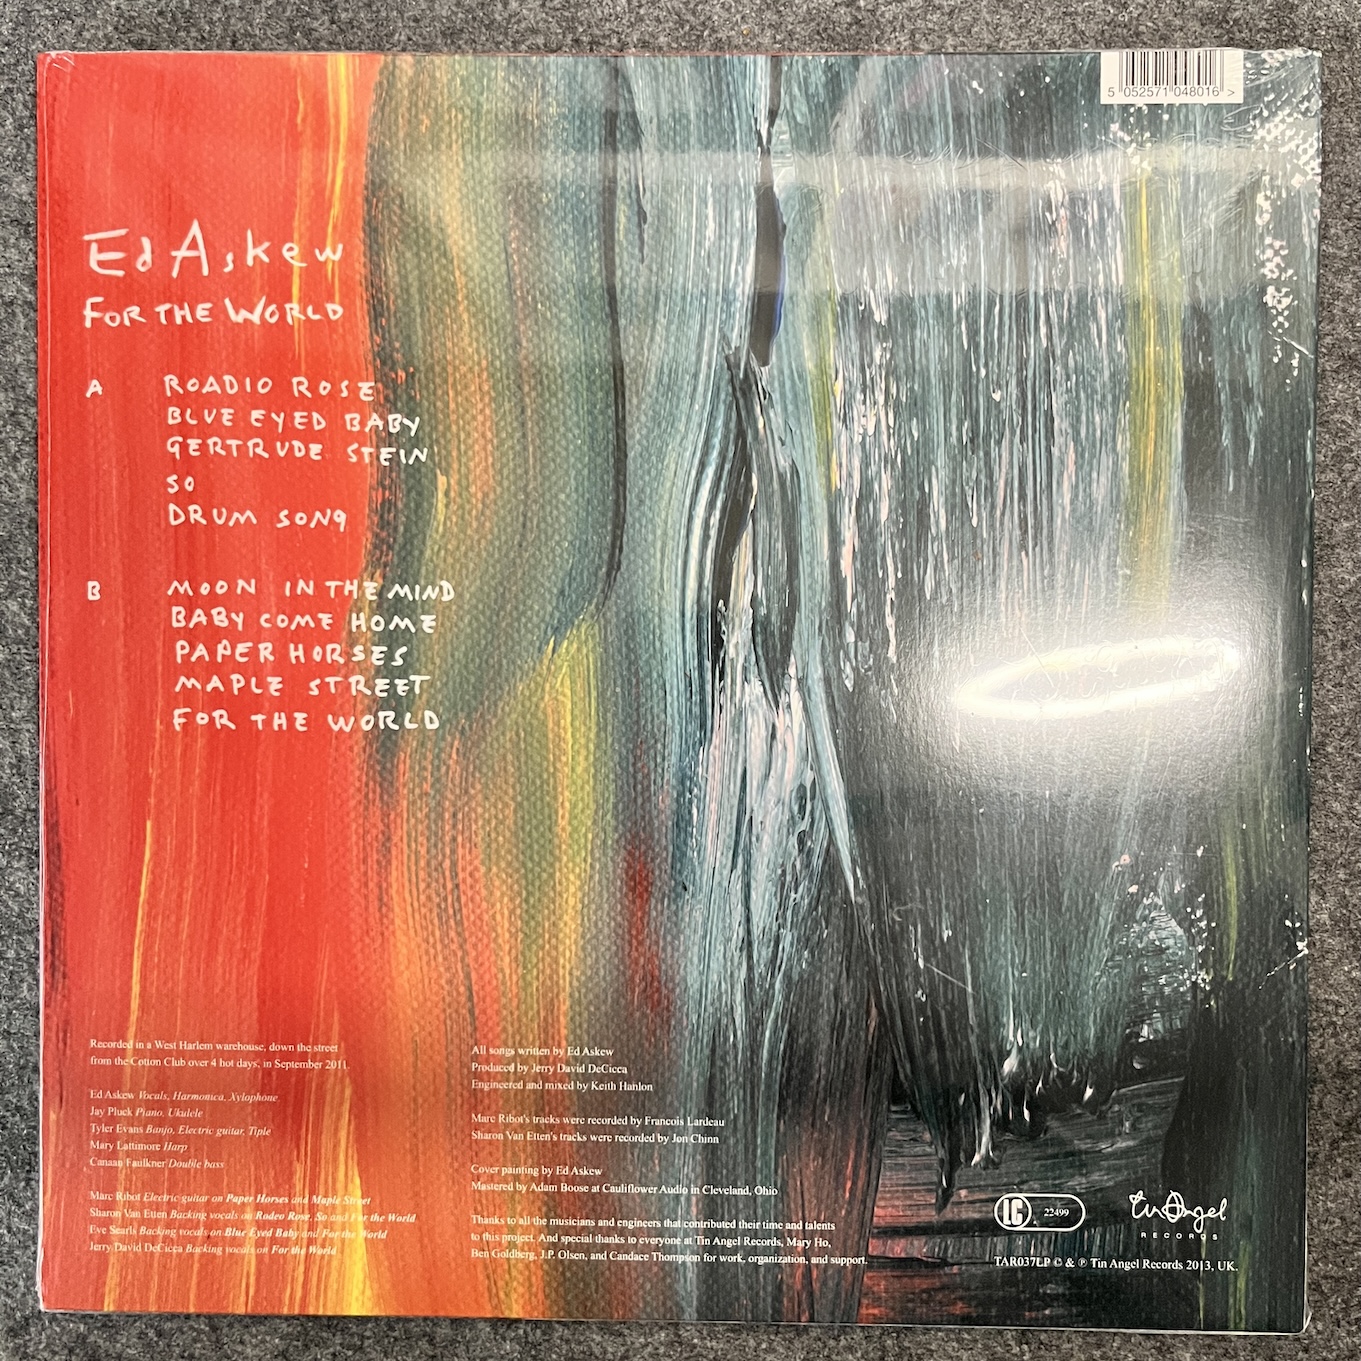 5 052571 048016 >
Ed Askew
FOR THE WORLD
A
ROADIO ROSE
BLUE EYED BABY
GERTRUDE STEIN
SO
DRUM SONG
B
MOON IN THE MIND
BABY COME HOME
PAPER HORSES
MAPLE STREET
FOR THE WORLD
Recorded in a West Harlem warehouse, down the street
from the Cotton Club over 4 hot days, in September 2011.
Ed Askew Vocals, Harmonica, Xylophone
Jay Pluck Piano, Ukulele
Tyler Evans Banjo, Electric guitar, Tiple
Mary Lattimore Harp
Canaan Faulkner Double bass
Marc Ribot Electric guitar on Paper Horses and Maple Street
Sharon Van Etten Backing vocals on Rodeo Rose, So and For the World
Eve Searls Backing vocals on Blue Eyed Baby and For the World
Jerry David DeCicca Backing vocals on For the World
All songs written by Ed Askew
Produced by Jerry David DeCicca
Engineered and mixed by Keith Hanlon
Marc Ribot's tracks were recorded by Francois Lardeau
Sharon Van Etten's tracks were recorded by Jon Chinn
Cover painting by Ed Askew
Mastered by Adam Boose at Cauliflower Audio in Cleveland, Ohio
Thanks to all the musicians and engineers that contributed their time and talents
to this project. And special thanks to everyone at Tin Angel Records, Mary Ho,
Ben Goldberg, J.P. Olsen, and Candace Thompson for work, organization, and support.
LC 22499
Tin Angel
RECORDS
TAR037LP © & ℗ Tin Angel Records 2013, UK.